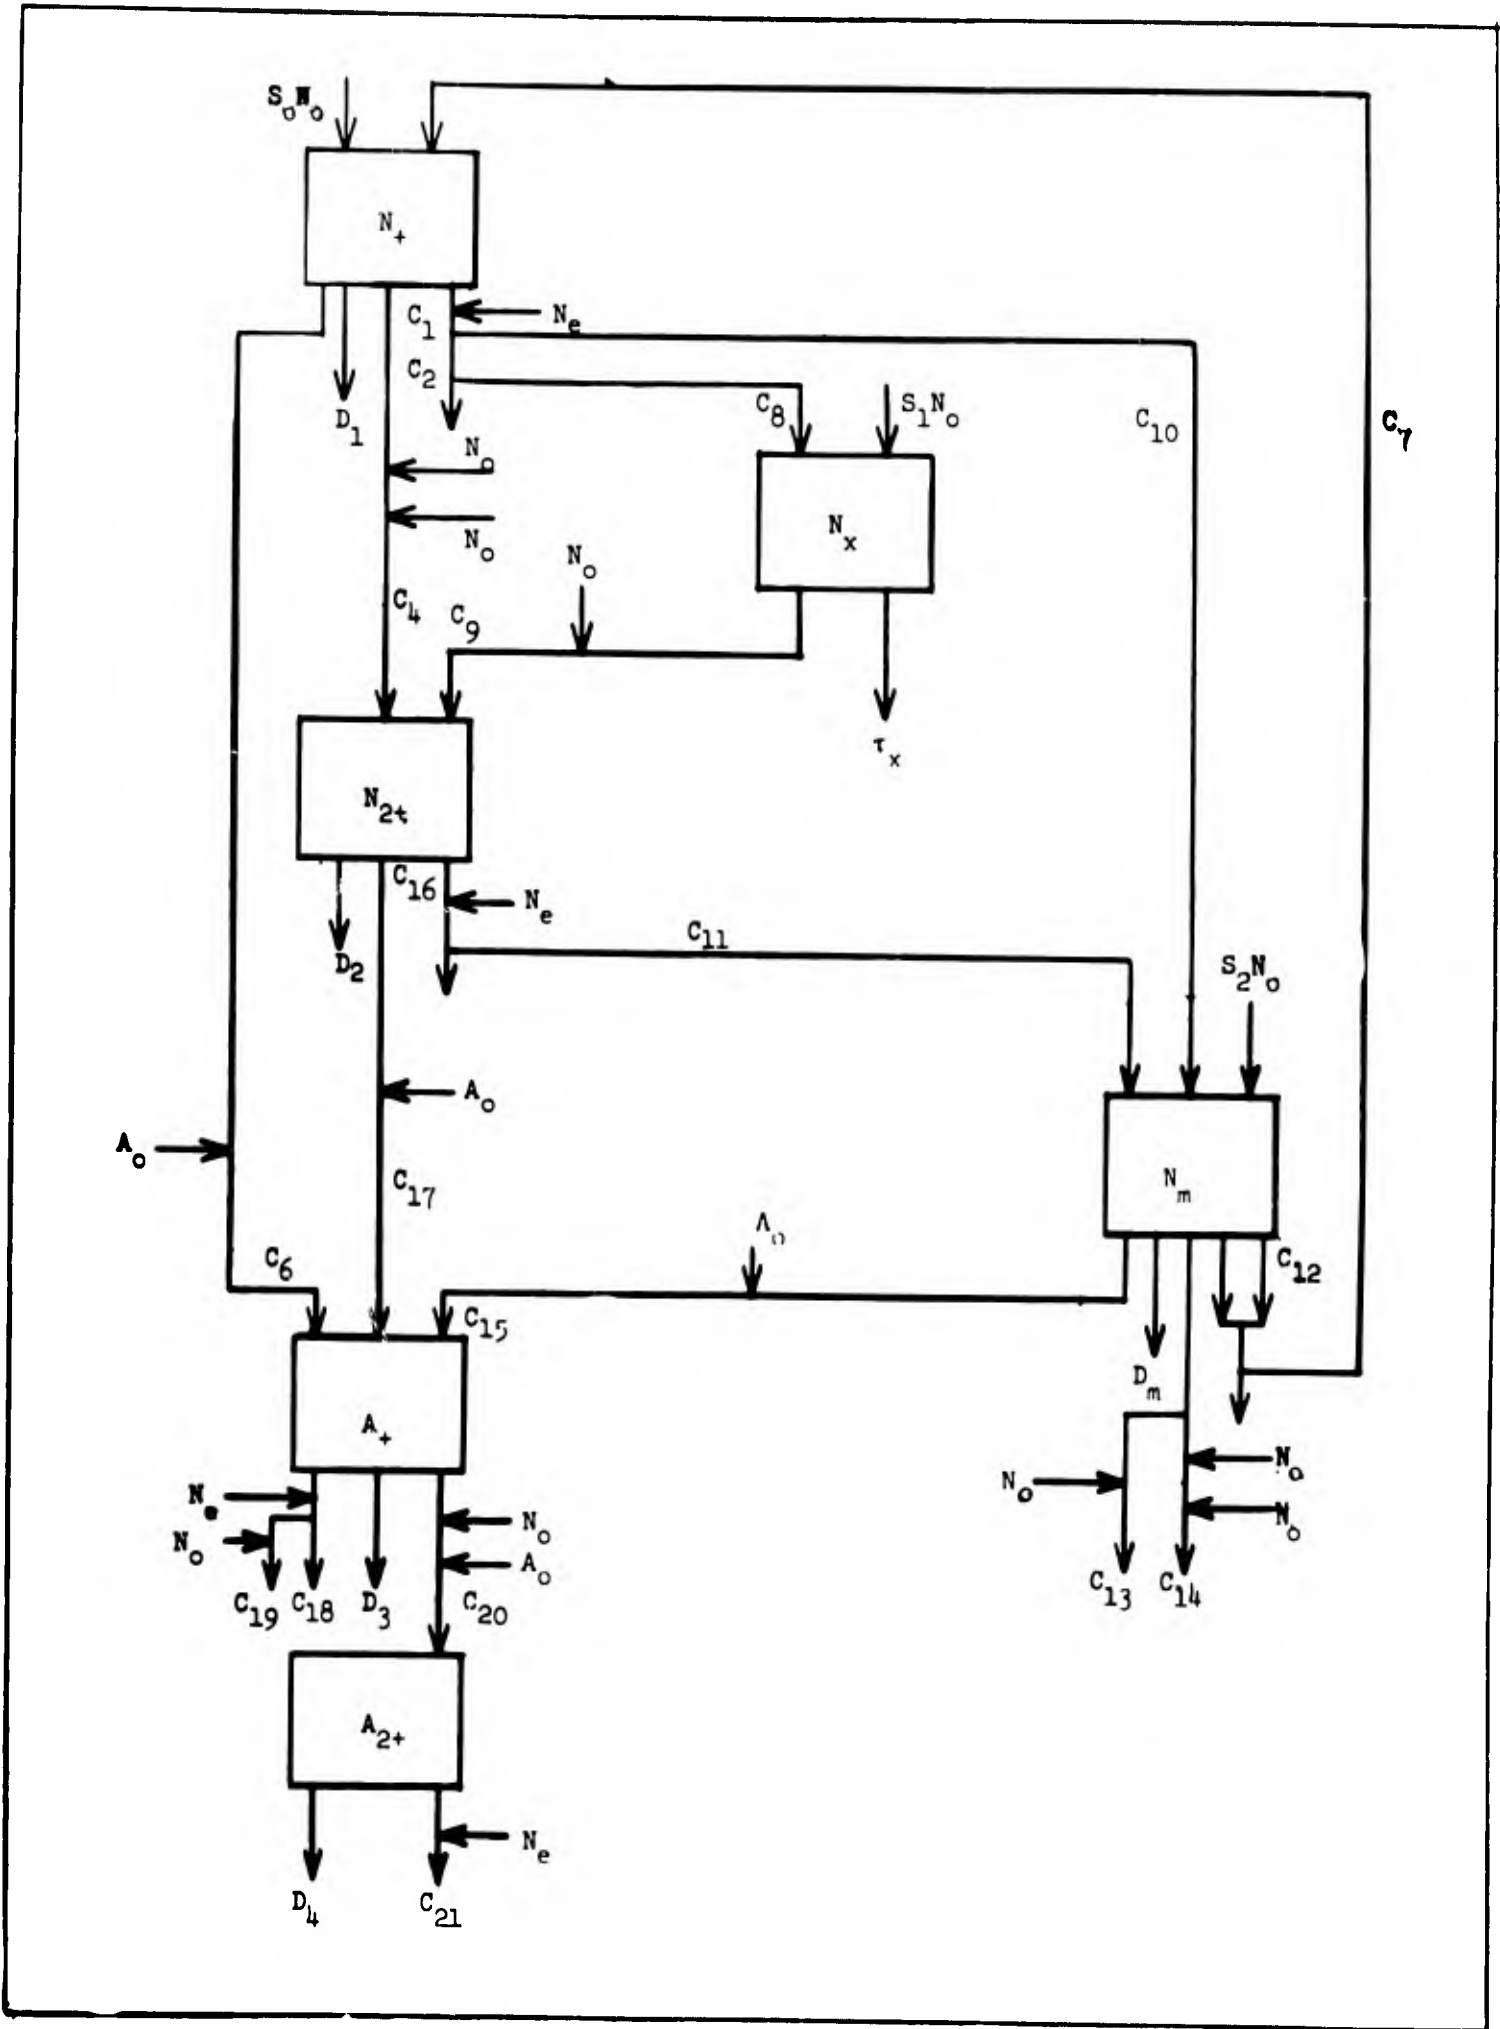 S₀N₀
N₊
C₁
Nₑ
C₂
D₁
C₈
S₁N₀
C₁₀
C₇
N₀
Nₓ
N₀
N₀
C₄
C₉
τₓ
N₂₊
C₁₆
Nₑ
C₁₁
D₂
S₂N₀
A₀
A₀
C₁₇
Nₘ
A₀
C₆
C₁₂
C₁₅
Dₘ
A₊
N₀
N₀
Nₑ
N₀
N₀
N₀
A₀
C₁₉
C₁₈
D₃
C₂₀
C₁₃
C₁₄
A₂₊
Nₑ
D₄
C₂₁